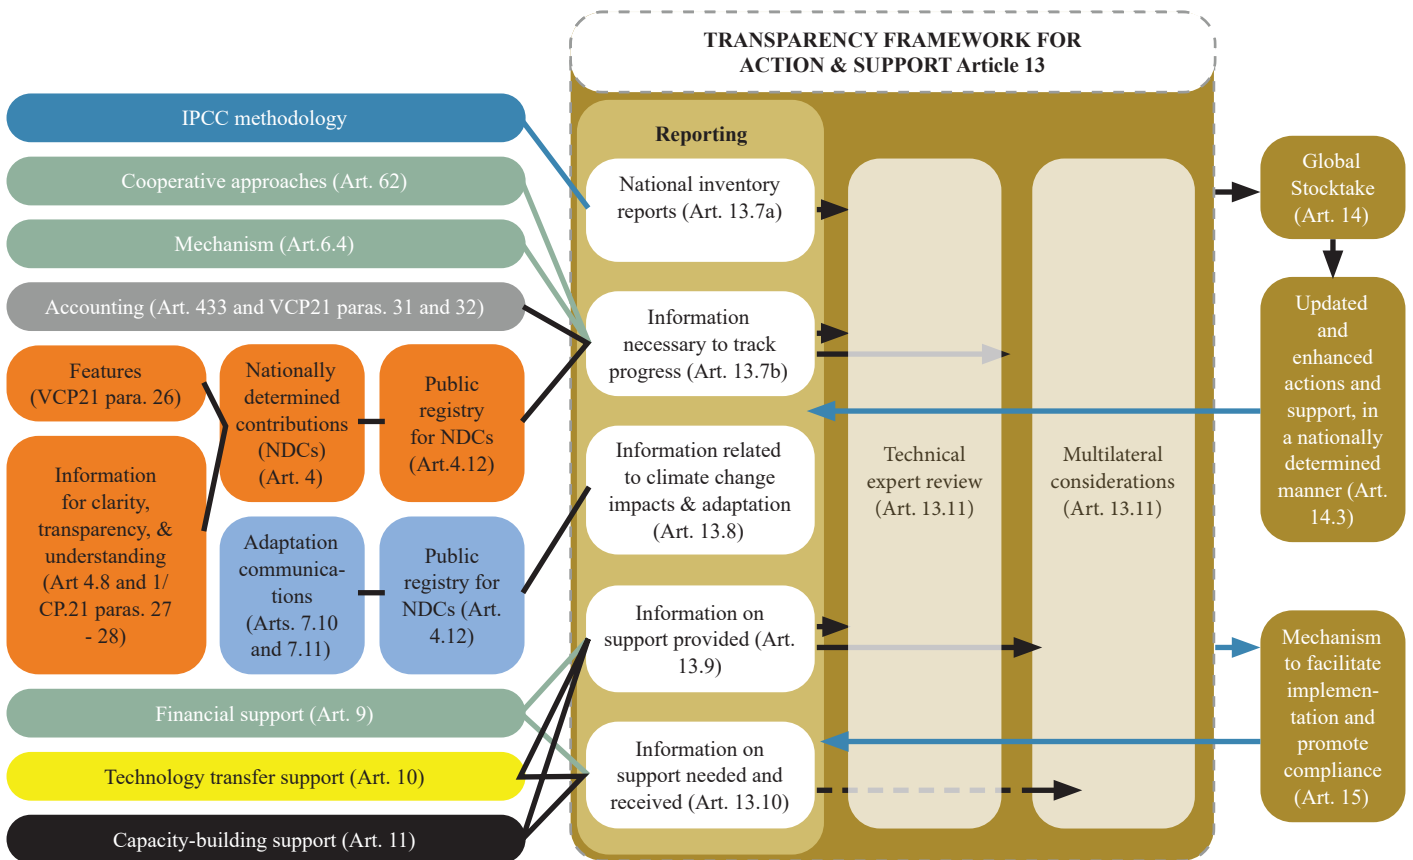 TRANSPARENCY FRAMEWORK FOR
ACTION & SUPPORT Article 13
IPCC methodology
Cooperative approaches (Art. 62)
Mechanism (Art.6.4)
Accounting (Art. 433 and VCP21 paras. 31 and 32)
Features
(VCP21 para. 26)
Information
for clarity,
transparency, &
understanding
(Art 4.8 and 1/
CP.21 paras. 27
- 28)
Nationally
determined
contributions
(NDCs)
(Art. 4)
Public
registry
for NDCs
(Art.4.12)
Adaptation
communica-
tions
(Arts. 7.10
and 7.11)
Public
registry for
NDCs (Art.
4.12)
Financial support (Art. 9)
Technology transfer support (Art. 10)
Capacity-building support (Art. 11)
Reporting
National inventory
reports (Art. 13.7a)
Information
necessary to track
progress (Art. 13.7b)
Information related
to climate change
impacts & adaptation
(Art. 13.8)
Information on
support provided (Art.
13.9)
Information on
support needed and
received (Art. 13.10)
Technical
expert review
(Art. 13.11)
Multilateral
considerations
(Art. 13.11)
Global
Stocktake
(Art. 14)
Updated
and
enhanced
actions and
support, in
a nationally
determined
manner (Art.
14.3)
Mechanism
to facilitate
implemen-
tation and
promote
compliance
(Art. 15)